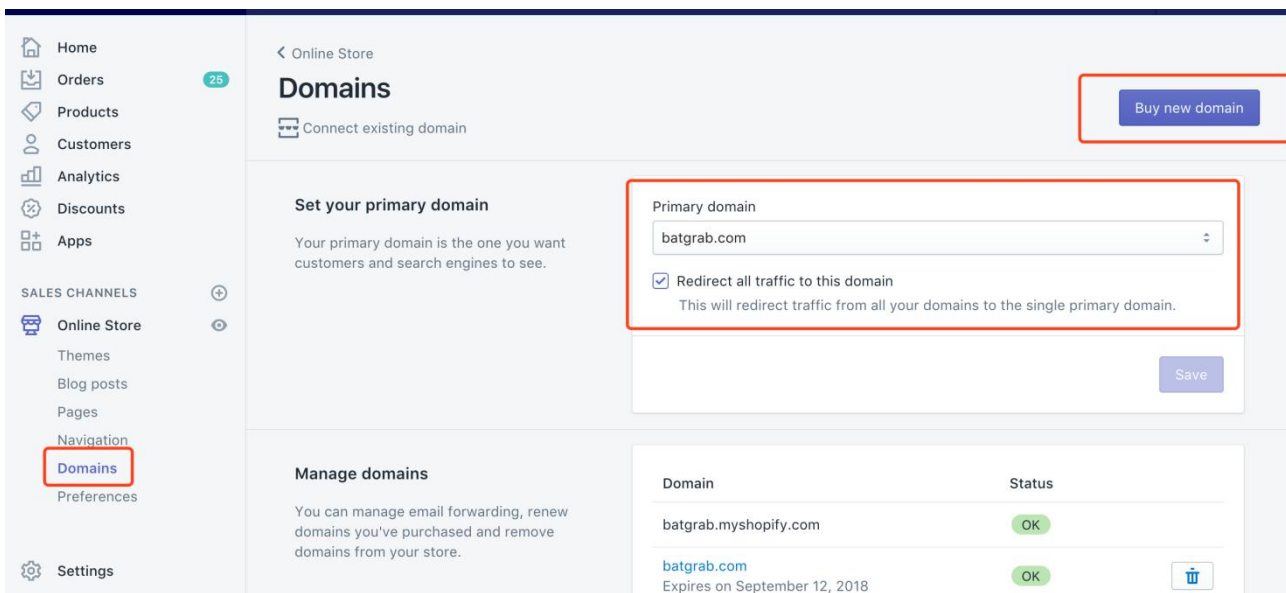 Home
Orders 25
Products
Customers
Analytics
Discounts
Apps
SALES CHANNELS
Online Store
Themes
Blog posts
Pages
Navigation
Domains
Preferences
Settings
Online Store
Domains
Connect existing domain
Buy new domain
Set your primary domain
Your primary domain is the one you want
customers and search engines to see.
Primary domain
batgrab.com
Redirect all traffic to this domain
This will redirect traffic from all your domains to the single primary domain.
Save
Manage domains
You can manage email forwarding, renew
domains you've purchased and remove
domains from your store.
Domain Status
batgrab.myshopify.com OK
batgrab.com OK
Expires on September 12, 2018